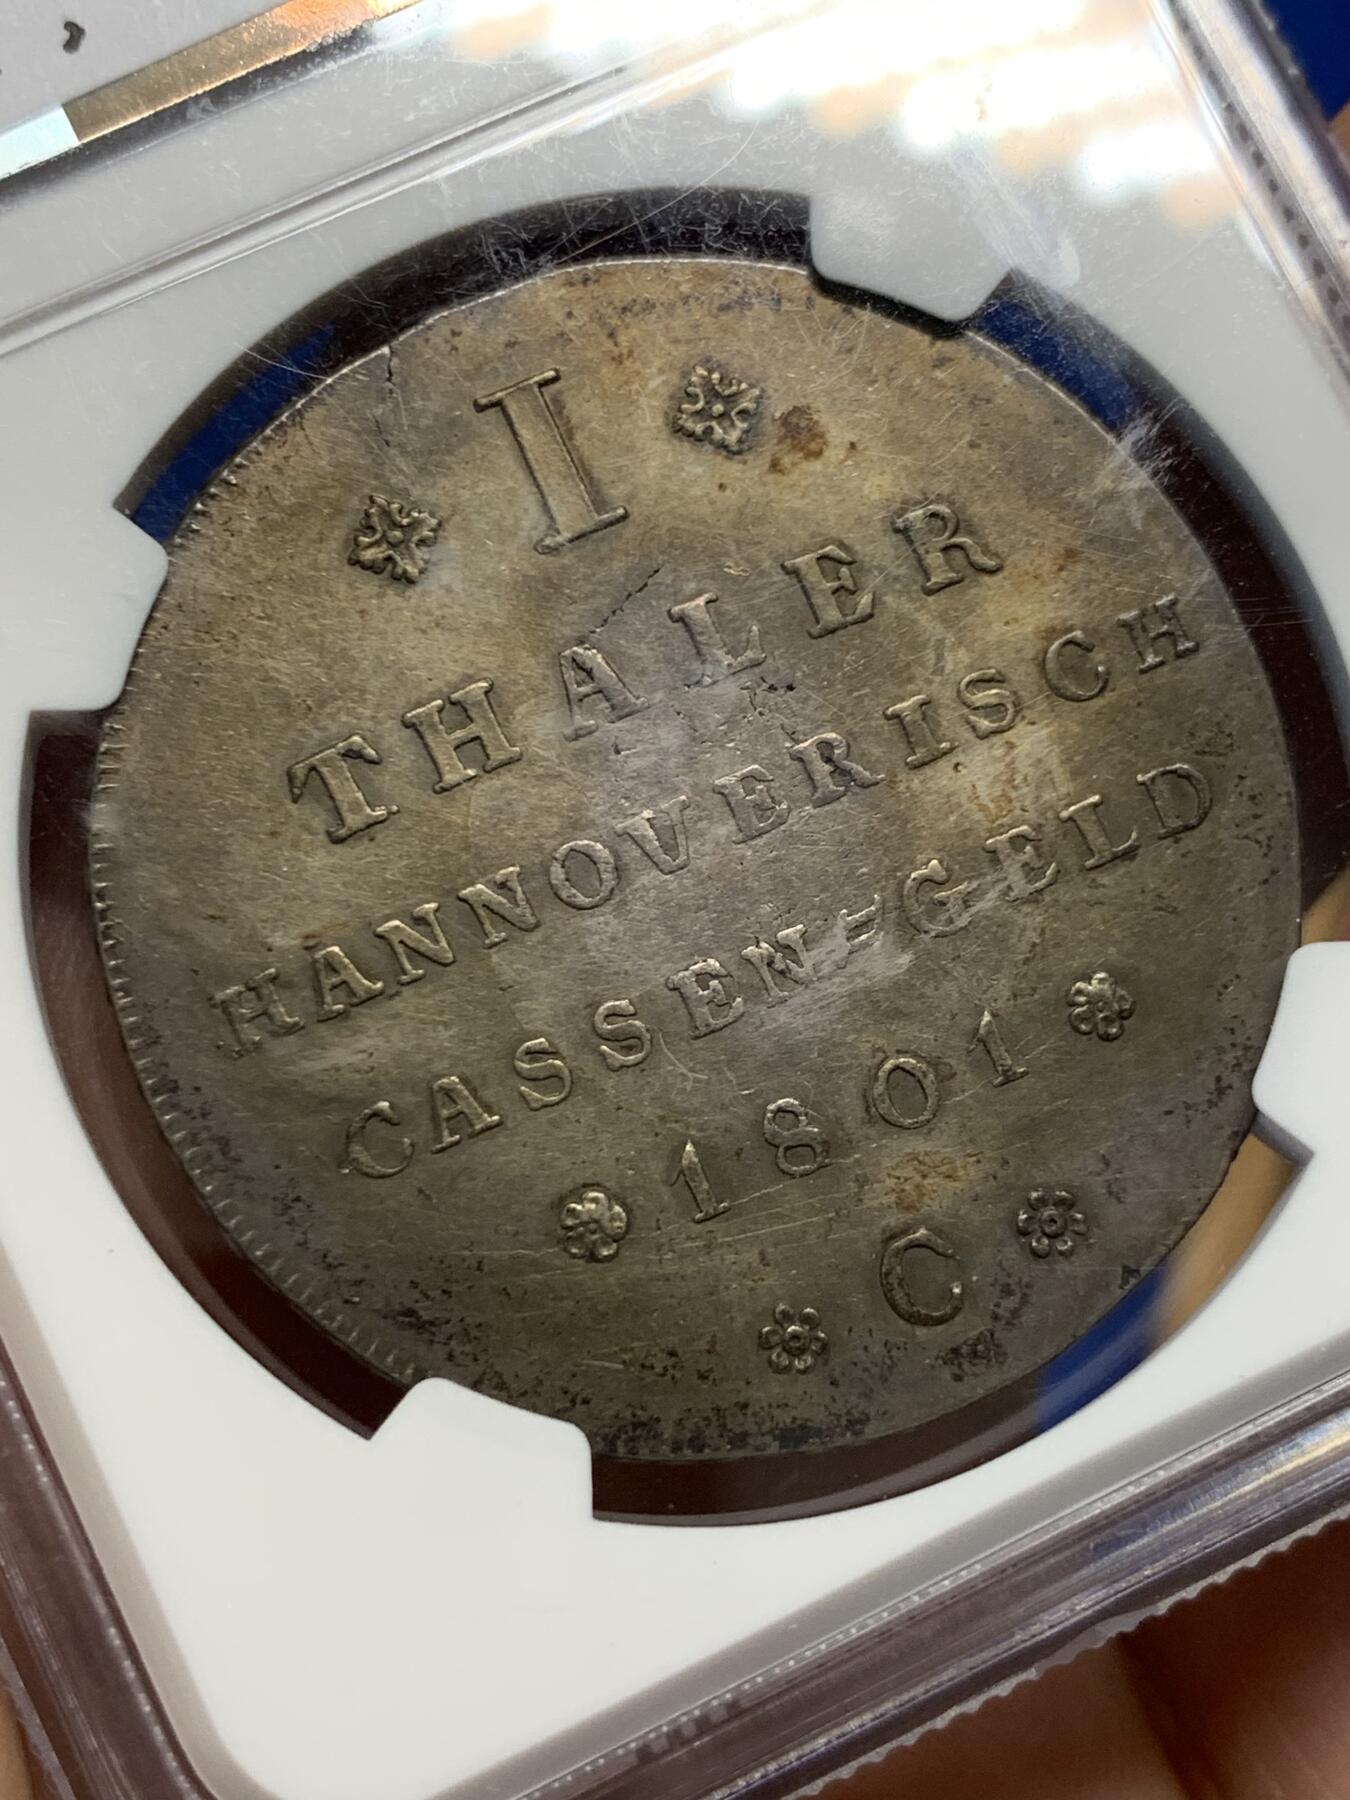 I
THALER
HANNOVERISCH
CASSEN=GELD
1801
C